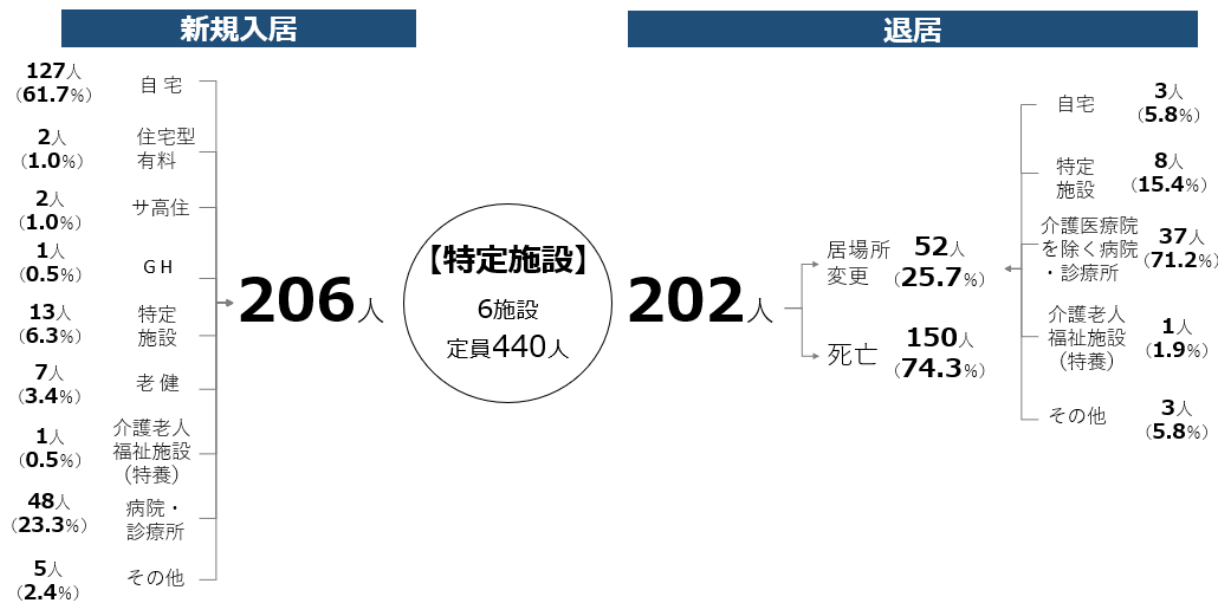 新規入居
127人
(61.7%)
自 宅
2人
(1.0%)
住宅型
有料
2人
(1.0%)
サ高住
1人
(0.5%)
GH
13人
(6.3%)
特定
施設
7人
(3.4%)
老 健
1人
(0.5%)
介護老人
福祉施設
(特養)
48人
(23.3%)
病院・
診療所
5人
(2.4%)
その他
206人
【特定施設】
6施設
定員440人
退居
202人
居場所
変更
52人
(25.7%)
死亡
150人
(74.3%)
自宅
3人
(5.8%)
特定
施設
8人
(15.4%)
介護医療院
を除く病院
・診療所
37人
(71.2%)
介護老人
福祉施設
(特養)
1人
(1.9%)
その他
3人
(5.8%)